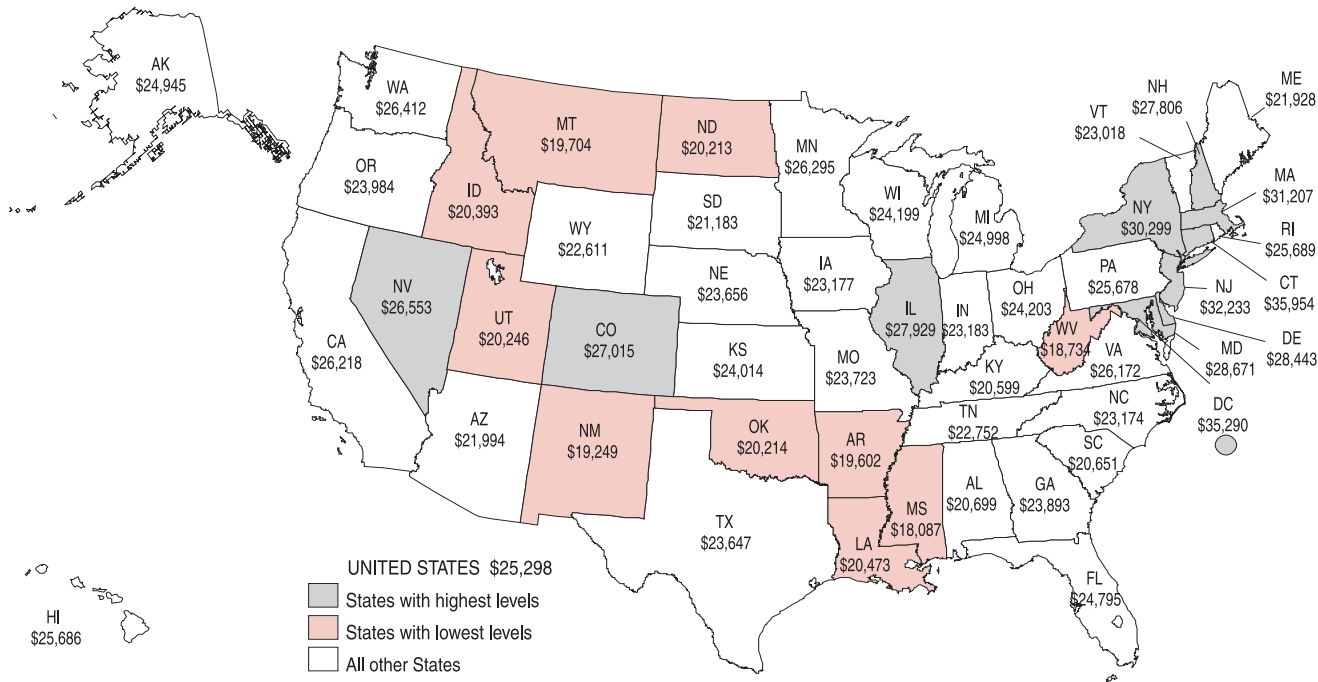 AK
$24,945
WA
$26,412
OR
$23,984
CA
$26,218
NV
$26,553
ID
$20,393
MT
$19,704
WY
$22,611
UT
$20,246
CO
$27,015
AZ
$21,994
NM
$19,249
ND
$20,213
SD
$21,183
NE
$23,656
KS
$24,014
OK
$20,214
TX
$23,647
MN
$26,295
IA
$23,177
MO
$23,723
AR
$19,602
LA
$20,473
WI
$24,199
IL
$27,929
MI
$24,998
IN
$23,183
OH
$24,203
KY
$20,599
TN
$22,752
MS
$18,087
AL
$20,699
GA
$23,893
FL
$24,795
SC
$20,651
NC
$23,174
VA
$26,172
WV
$18,734
PA
$25,678
NY
$30,299
VT
$23,018
NH
$27,806
ME
$21,928
MA
$31,207
RI
$25,689
CT
$35,954
NJ
$32,233
DE
$28,443
MD
$28,671
DC
$35,290
HI
$25,686
UNITED STATES $25,298
States with highest levels
States with lowest levels
All other States